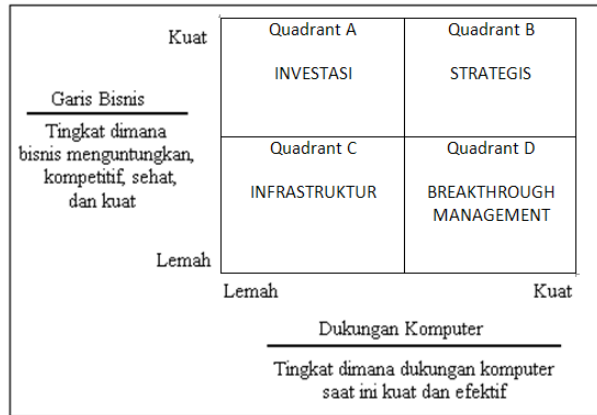 Kuat
Quadrant A
INVESTASI
Quadrant B
STRATEGIS
Garis Bisnis
Tingkat dimana
bisnis menguntungkan,
kompetitif, sehat,
dan kuat
Quadrant C
INFRASTRUKTUR
Quadrant D
BREAKTHROUGH
MANAGEMENT
Lemah
Lemah
Kuat
Dukungan Komputer
Tingkat dimana dukungan komputer
saat ini kuat dan efektif